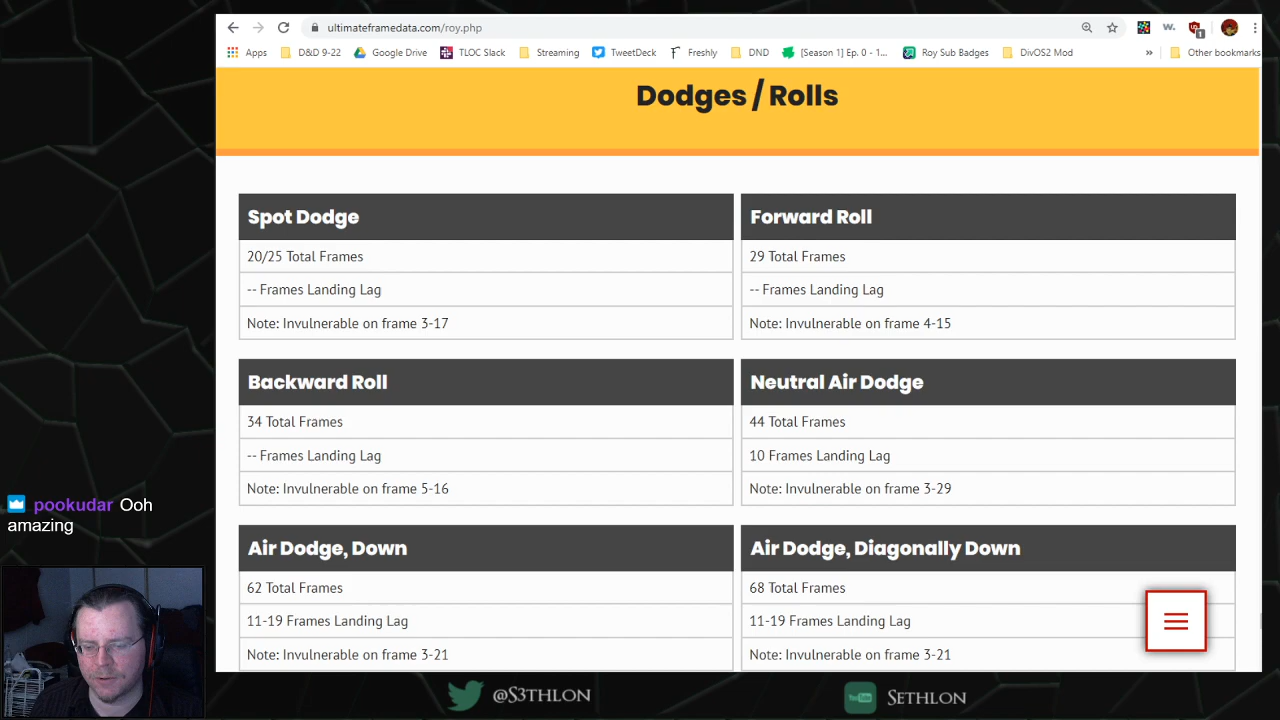 ultimateframedata.com/roy.php
Apps D&D 9-22 Google Drive TLOC Slack Streaming TweetDeck Freshly DND [Season 1] Ep. 0 - 1... Roy Sub Badges DivOS2 Mod » Other bookmarks
Dodges / Rolls
Spot Dodge
20/25 Total Frames
-- Frames Landing Lag
Note: Invulnerable on frame 3-17
Forward Roll
29 Total Frames
-- Frames Landing Lag
Note: Invulnerable on frame 4-15
Backward Roll
34 Total Frames
-- Frames Landing Lag
Note: Invulnerable on frame 5-16
Neutral Air Dodge
44 Total Frames
10 Frames Landing Lag
Note: Invulnerable on frame 3-29
Air Dodge, Down
62 Total Frames
11-19 Frames Landing Lag
Note: Invulnerable on frame 3-21
Air Dodge, Diagonally Down
68 Total Frames
11-19 Frames Landing Lag
Note: Invulnerable on frame 3-21
pookudar Ooh
amazing
@S3THLON
SETHLON